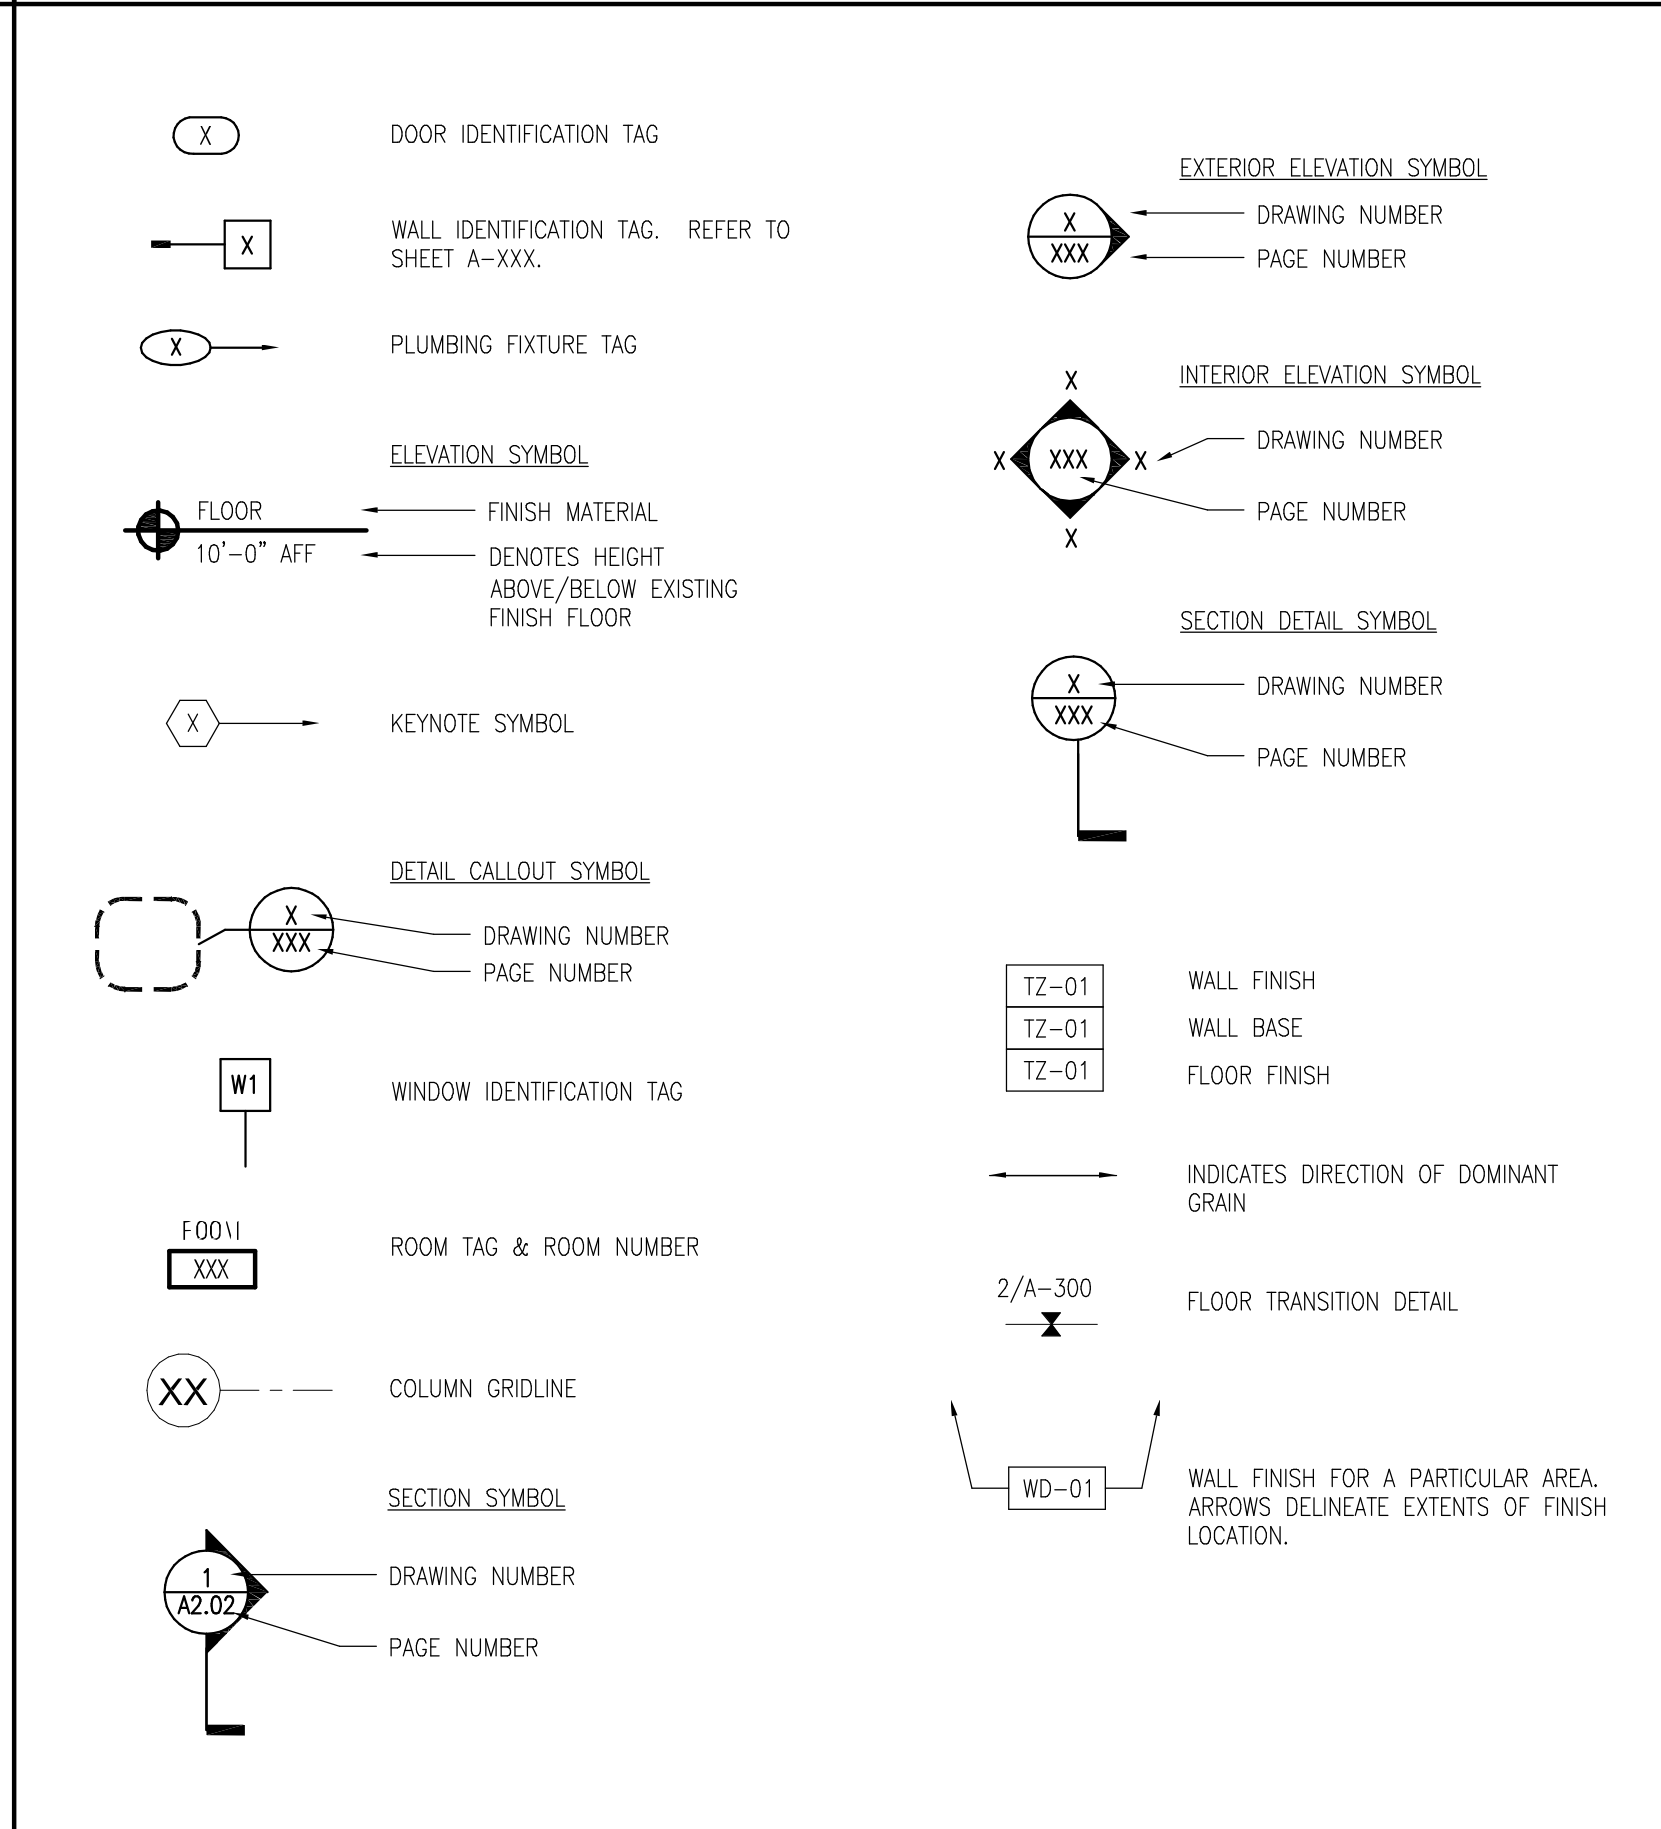 X
DOOR IDENTIFICATION TAG
X
WALL IDENTIFICATION TAG. REFER TO
SHEET A-XXX.
X
PLUMBING FIXTURE TAG
ELEVATION SYMBOL
FLOOR
FINISH MATERIAL
10'-0" AFF
DENOTES HEIGHT
ABOVE/BELOW EXISTING
FINISH FLOOR
X
KEYNOTE SYMBOL
DETAIL CALLOUT SYMBOL
X
XXX
DRAWING NUMBER
PAGE NUMBER
W1
WINDOW IDENTIFICATION TAG
XXX
ROOM TAG & ROOM NUMBER
XX
COLUMN GRIDLINE
SECTION SYMBOL
1
A2.02
DRAWING NUMBER
PAGE NUMBER
EXTERIOR ELEVATION SYMBOL
X
XXX
DRAWING NUMBER
PAGE NUMBER
INTERIOR ELEVATION SYMBOL
X
X XXX X
X
DRAWING NUMBER
PAGE NUMBER
SECTION DETAIL SYMBOL
X
XXX
DRAWING NUMBER
PAGE NUMBER
TZ-01
WALL FINISH
TZ-01
WALL BASE
TZ-01
FLOOR FINISH
INDICATES DIRECTION OF DOMINANT
GRAIN
2/A-300
FLOOR TRANSITION DETAIL
WD-01
WALL FINISH FOR A PARTICULAR AREA.
ARROWS DELINEATE EXTENTS OF FINISH
LOCATION.